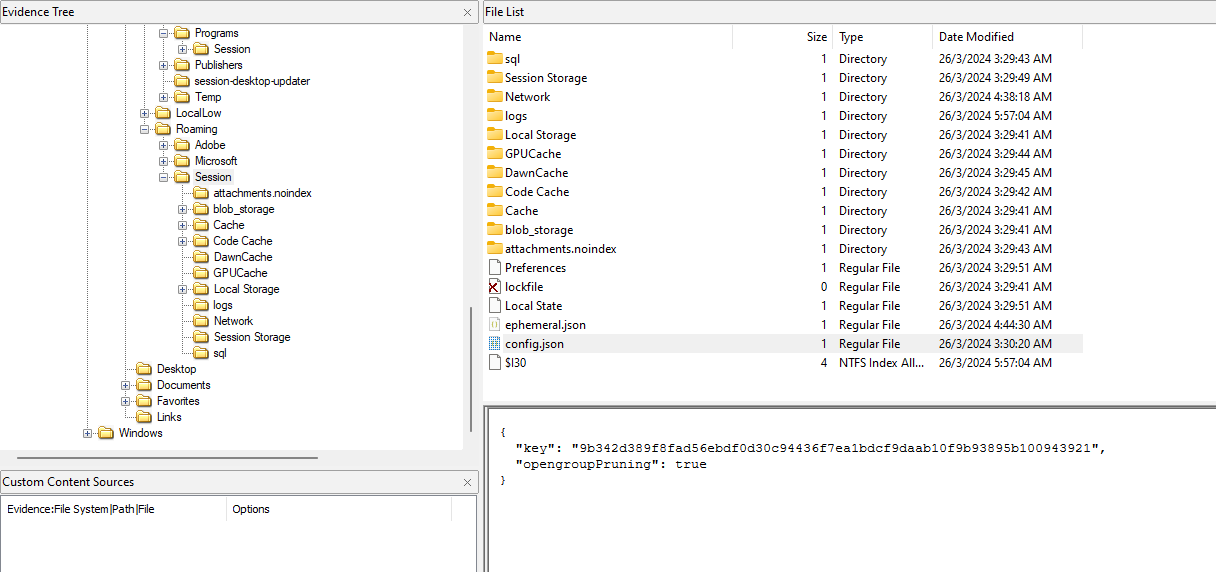 Evidence Tree
Programs
Session
Publishers
session-desktop-updater
Temp
LocalLow
Roaming
Adobe
Microsoft
Session
attachments.noindex
blob_storage
Cache
Code Cache
DawnCache
GPUCache
Local Storage
logs
Network
Session Storage
sql
Desktop
Documents
Favorites
Links
Windows
Custom Content Sources
Evidence:File System|Path|File Options
File List
Name Size Type Date Modified
sql 1 Directory 26/3/2024 3:29:43 AM
Session Storage 1 Directory 26/3/2024 3:29:49 AM
Network 1 Directory 26/3/2024 4:38:18 AM
logs 1 Directory 26/3/2024 5:57:04 AM
Local Storage 1 Directory 26/3/2024 3:29:41 AM
GPUCache 1 Directory 26/3/2024 3:29:44 AM
DawnCache 1 Directory 26/3/2024 3:29:45 AM
Code Cache 1 Directory 26/3/2024 3:29:42 AM
Cache 1 Directory 26/3/2024 3:29:41 AM
blob_storage 1 Directory 26/3/2024 3:29:41 AM
attachments.noindex 1 Directory 26/3/2024 3:29:43 AM
Preferences 1 Regular File 26/3/2024 3:29:51 AM
lockfile 0 Regular File 26/3/2024 3:29:41 AM
Local State 1 Regular File 26/3/2024 3:29:51 AM
ephemeral.json 1 Regular File 26/3/2024 4:44:30 AM
config.json 1 Regular File 26/3/2024 3:30:20 AM
$I30 4 NTFS Index All... 26/3/2024 5:57:04 AM
{
"key": "9b342d389f8fad56ebdf0d30c94436f7ea1bdcf9daab10f9b93895b100943921",
"opengroupPruning": true
}